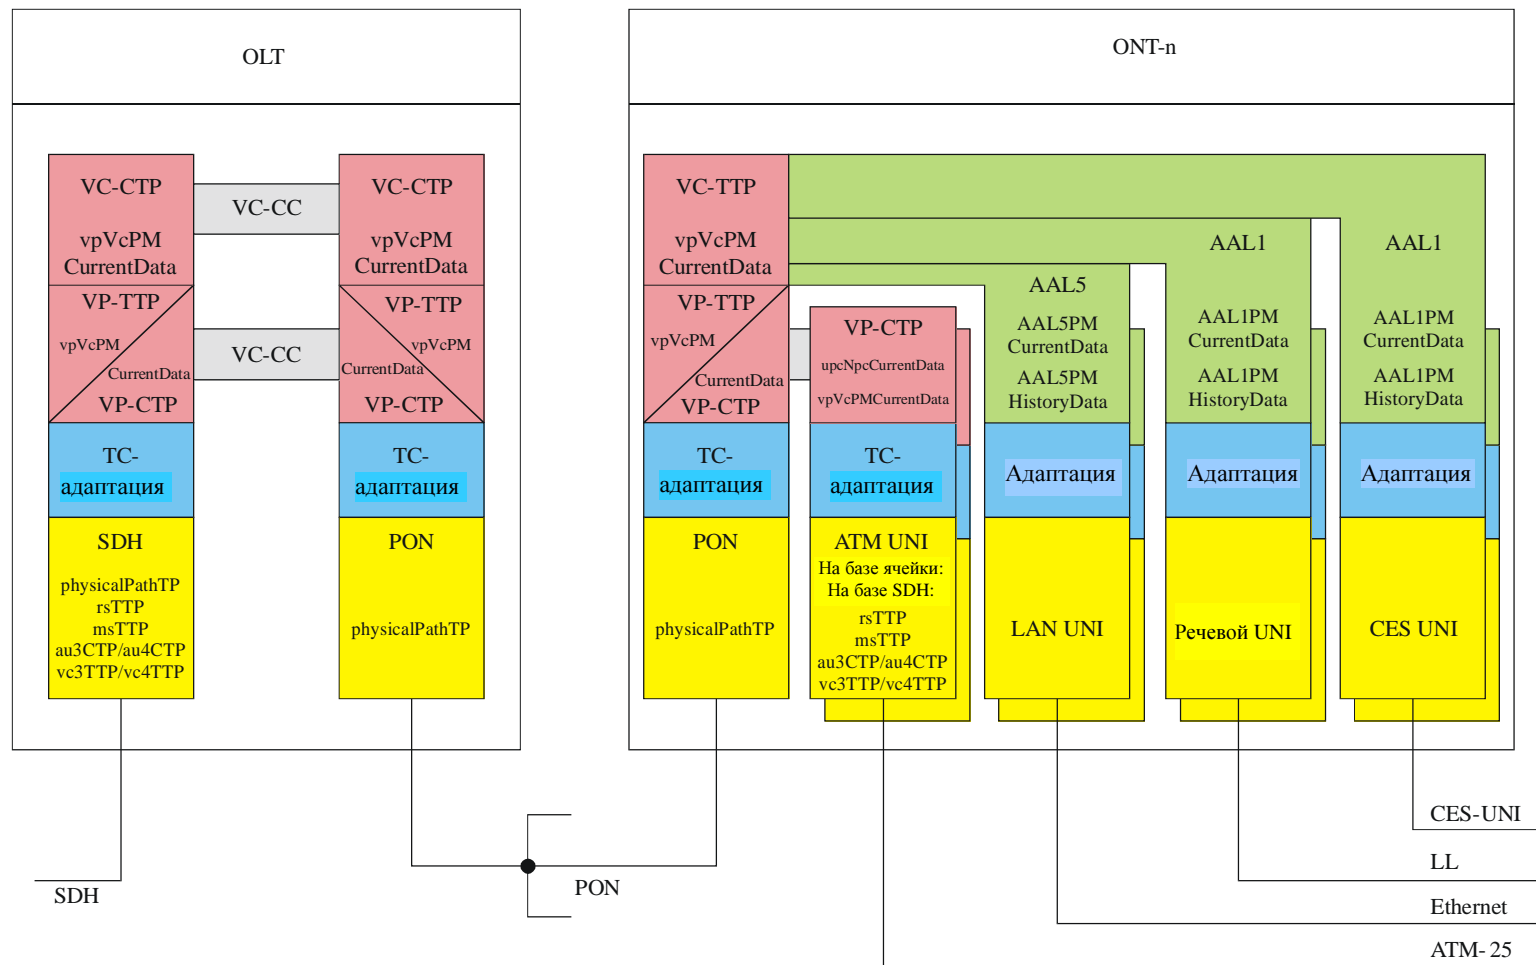 OLT
VC-CTP
vpVcPM
CurrentData
VP-TTP
vpVcPM
CurrentData
VP-CTP
TC-
адаптация
SDH
physicalPathTP
rsTTP
msTTP
au3CTP/au4CTP
vc3TTP/vc4TTP
VC-CC
VC-CC
VC-CTP
vpVcPM
CurrentData
VP-TTP
vpVcPM
CurrentData
VP-CTP
TC-
адаптация
PON
physicalPathTP
ONT-n
VC-TTP
vpVcPM
CurrentData
VP-TTP
vpVcPM
CurrentData
VP-CTP
TC-
адаптация
PON
physicalPathTP
VP-CTP
upcNpcCurrentData
vpVcPMCurrentData
TC-
адаптация
ATM UNI
На базе ячейки:
На базе SDH:
rsTTP
msTTP
au3CTP/au4CTP
vc3TTP/vc4TTP
AAL5
AAL5PM
CurrentData
AAL5PM
HistoryData
Адаптация
LAN UNI
AAL1
AAL1PM
CurrentData
AAL1PM
HistoryData
Адаптация
Речевой UNI
AAL1
AAL1PM
CurrentData
AAL1PM
HistoryData
Адаптация
CES UNI
SDH
PON
CES-UNI
LL
Ethernet
ATM-25